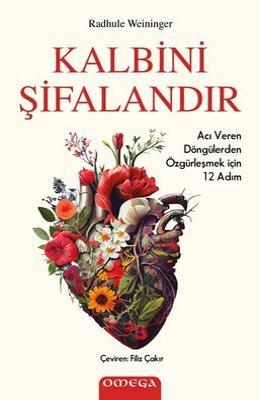 Radhule Weininger
KALBİNİ
ŞİFALANDIR
Acı Veren
Döngülerden
Özgürleşmek için
12 Adım
Çeviren: Filiz Çakır
OMEGA